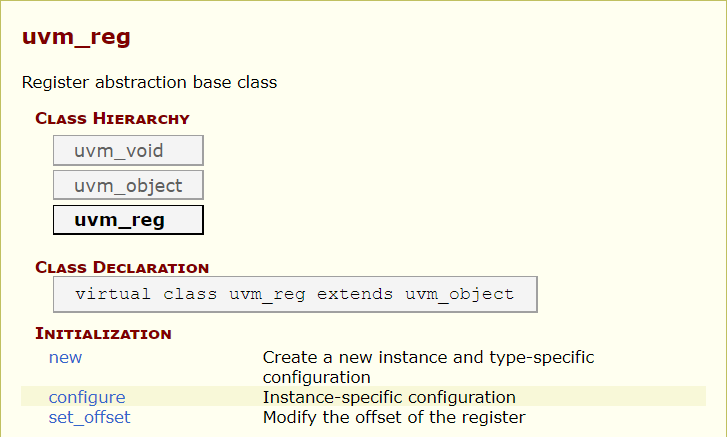 uvm_reg
Register abstraction base class
CLASS HIERARCHY
uvm_void
uvm_object
uvm_reg
CLASS DECLARATION
virtual class uvm_reg extends uvm_object
INITIALIZATION
new Create a new instance and type-specific
configuration
configure Instance-specific configuration
set_offset Modify the offset of the register